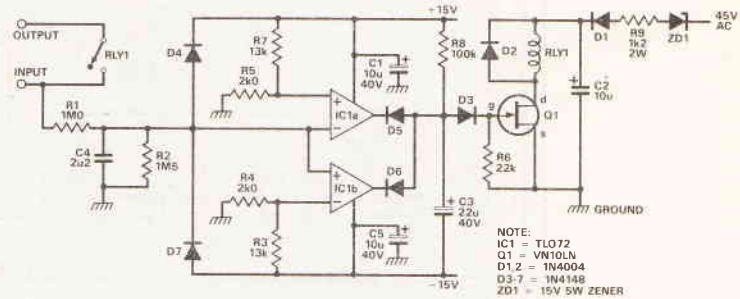 OUTPUT
RLY1
INPUT
R1
1M0
C4
2u2
R2
1M5
D4
D7
R7
13k
R5
2k0
R4
2k0
R3
13k
+15V
C1
10u
40V
IC1a
+
−
D5
IC1b
−
+
D6
C5
10u
40V
−15V
R8
100k
C3
22u
40V
D3
R6
22k
D2
RLY1
g
d
s
Q1
D1
R9
1k2
2W
ZD1
45V
AC
C2
10u
GROUND
NOTE:
IC1 = TL072
Q1 = VN10LN
D1,2 = 1N4004
D3-7 = 1N4148
ZD1 = 15V 5W ZENER